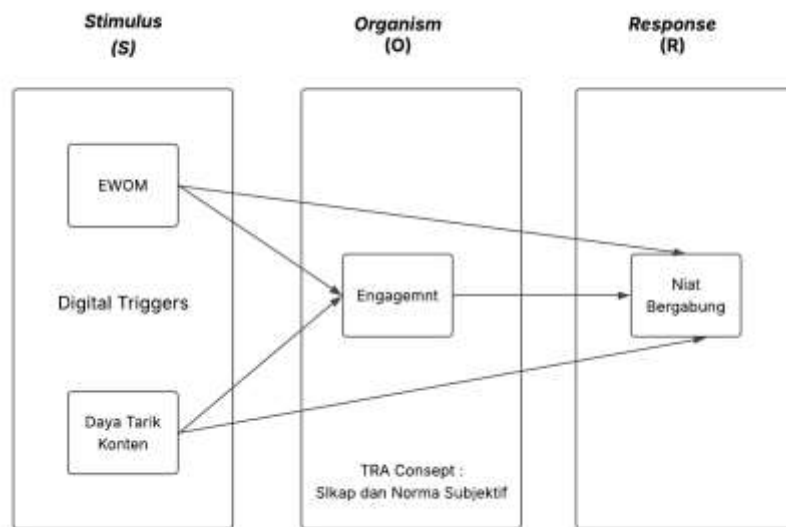 Stimulus
(S)
Organism
(O)
Response
(R)
EWOM
Digital Triggers
Daya Tarik
Konten
Engagemnt
TRA Consept :
SIkap dan Norma Subjektif
Niat
Bergabung